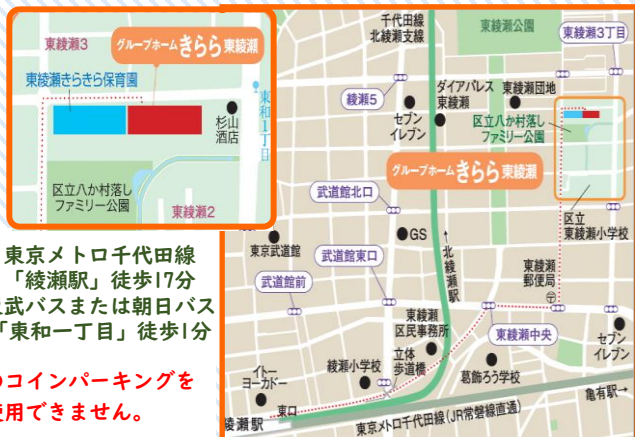 東綾瀬3
グループホームきらら東綾瀬
東綾瀬きらきら保育園
東和1丁目
杉山
酒店
区立八か村落し
ファミリー公園
東綾瀬2
東京メトロ千代田線
「綾瀬駅」徒歩17分
武バスまたは朝日バス
「東和一丁目」徒歩1分
コインパーキングを
使用できません。
千代田線
北綾瀬支線
東綾瀬公園
東綾瀬3丁目
綾瀬5
セブン
イレブン
ダイアパレス
東綾瀬
東綾瀬団地
区立八か村落し
ファミリー公園
グループホームきらら東綾瀬
武道館北口
区立
東綾瀬小学校
東京武道館
武道館東口
GS
←北綾瀬駅
武道館前
東綾瀬
郵便局
東綾瀬
区民事務所
東綾瀬中央
セブン
イレブン
イトー
ヨーカドー
綾瀬小学校
立体
歩道橋
葛飾ろう学校
亀有駅→
綾瀬駅
東口
東京メトロ千代田線(JR常磐線直通)